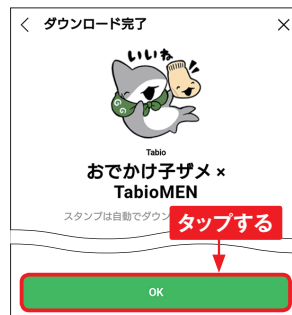 ダウンロード完了
いいね
GG
Tabio
おでかけ子ザメ ×
TabioMEN
スタンプは自動でダウン
タップする
OK